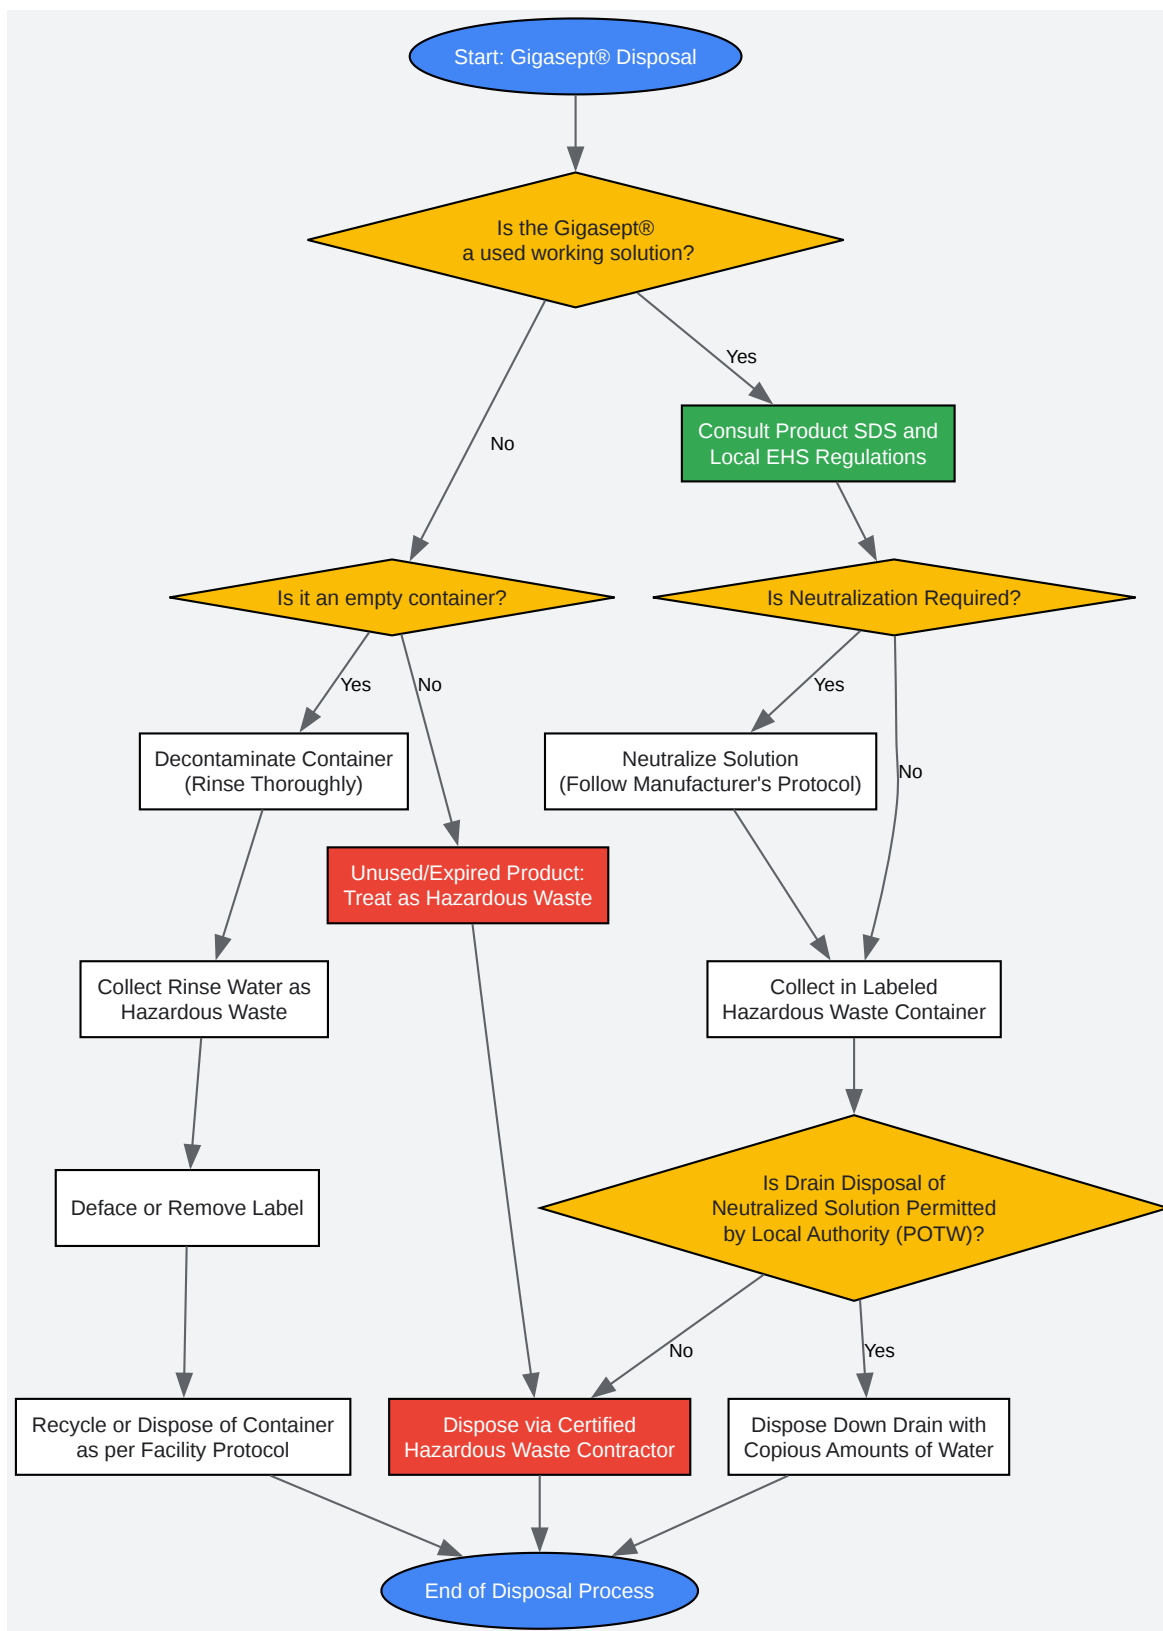 Start: Gigasept® Disposal
Is the Gigasept®
a used working solution?
Yes
No
Consult Product SDS and
Local EHS Regulations
Is it an empty container?
Is Neutralization Required?
Yes
No
Yes
No
Decontaminate Container
(Rinse Thoroughly)
Neutralize Solution
(Follow Manufacturer's Protocol)
Unused/Expired Product:
Treat as Hazardous Waste
Collect Rinse Water as
Hazardous Waste
Collect in Labeled
Hazardous Waste Container
Deface or Remove Label
Is Drain Disposal of
Neutralized Solution Permitted
by Local Authority (POTW)?
No
Yes
Recycle or Dispose of Container
as per Facility Protocol
Dispose via Certified
Hazardous Waste Contractor
Dispose Down Drain with
Copious Amounts of Water
End of Disposal Process